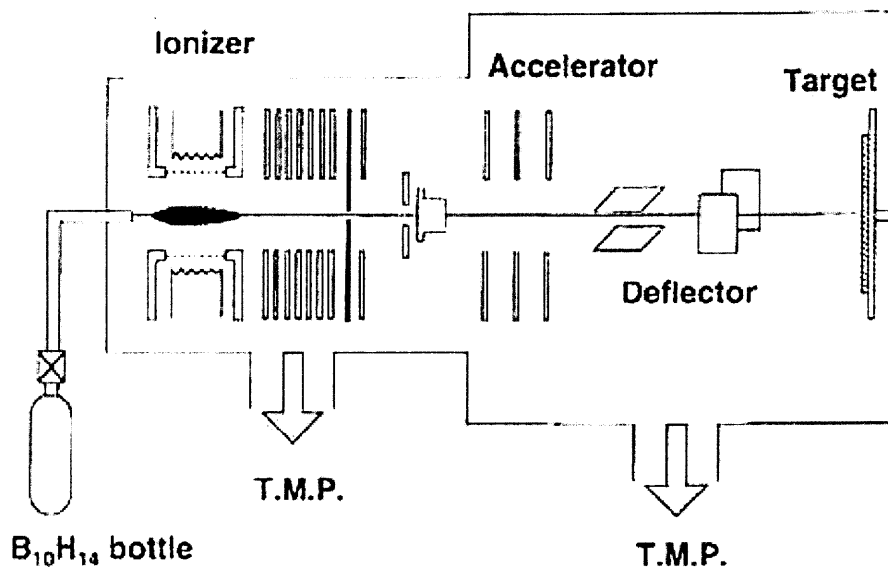 Ionizer
Accelerator
Target
Deflector
T.M.P.
B₁₀H₁₄ bottle
T.M.P.